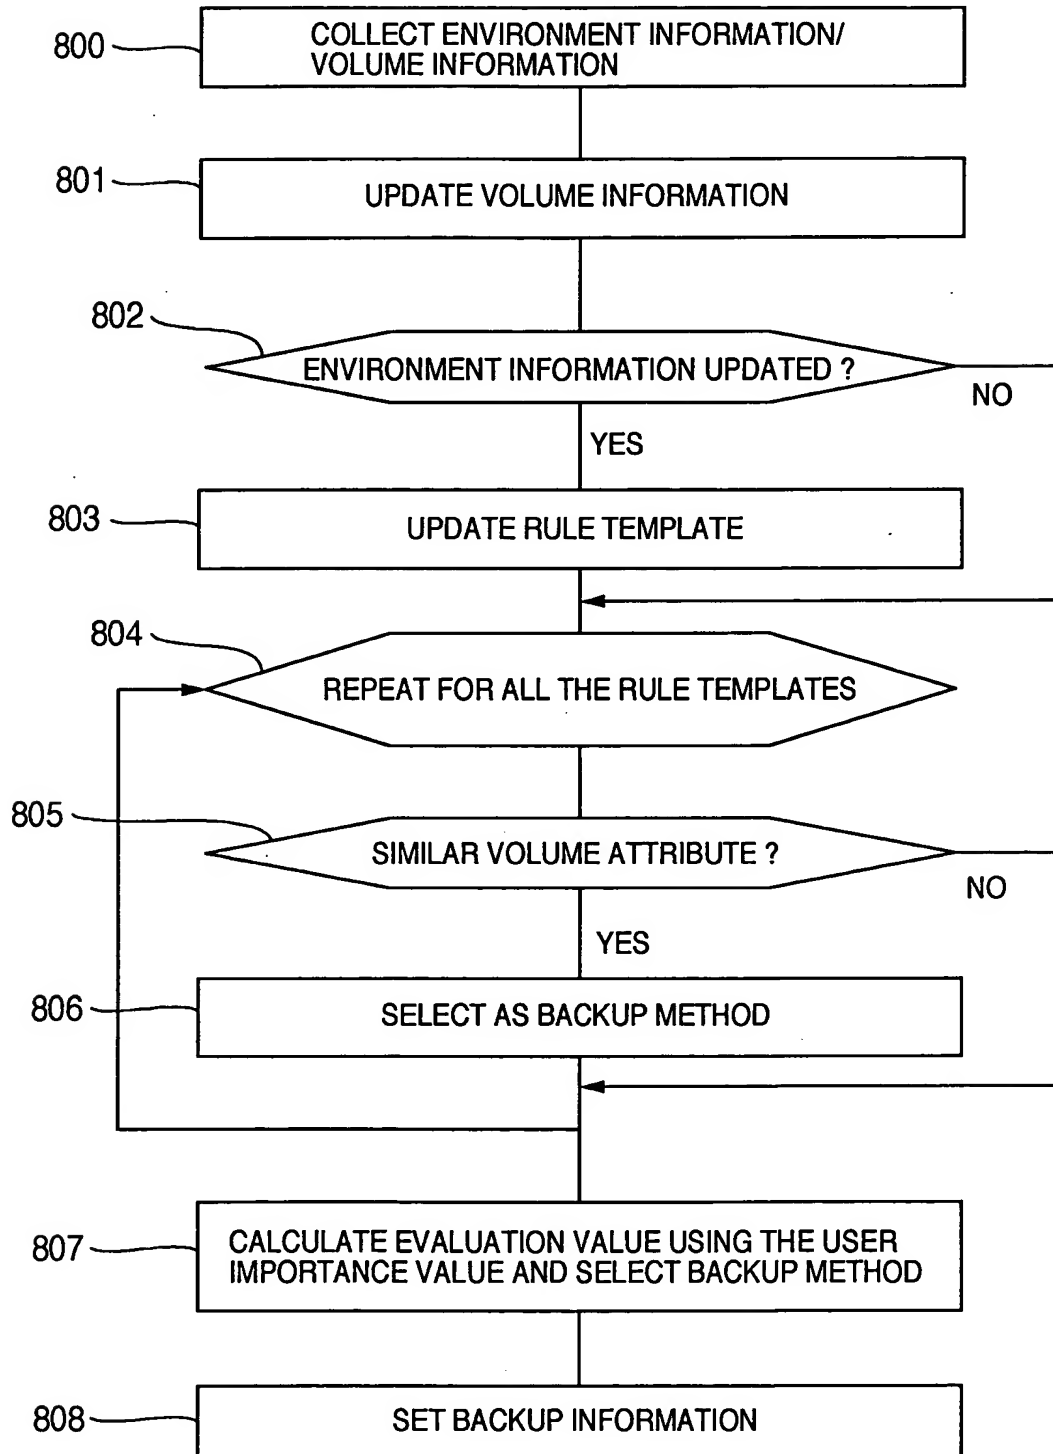 800
COLLECT ENVIRONMENT INFORMATION/
VOLUME INFORMATION
801
UPDATE VOLUME INFORMATION
802
ENVIRONMENT INFORMATION UPDATED ?
NO
YES
803
UPDATE RULE TEMPLATE
804
REPEAT FOR ALL THE RULE TEMPLATES
805
SIMILAR VOLUME ATTRIBUTE ?
NO
YES
806
SELECT AS BACKUP METHOD
807
CALCULATE EVALUATION VALUE USING THE USER
IMPORTANCE VALUE AND SELECT BACKUP METHOD
808
SET BACKUP INFORMATION